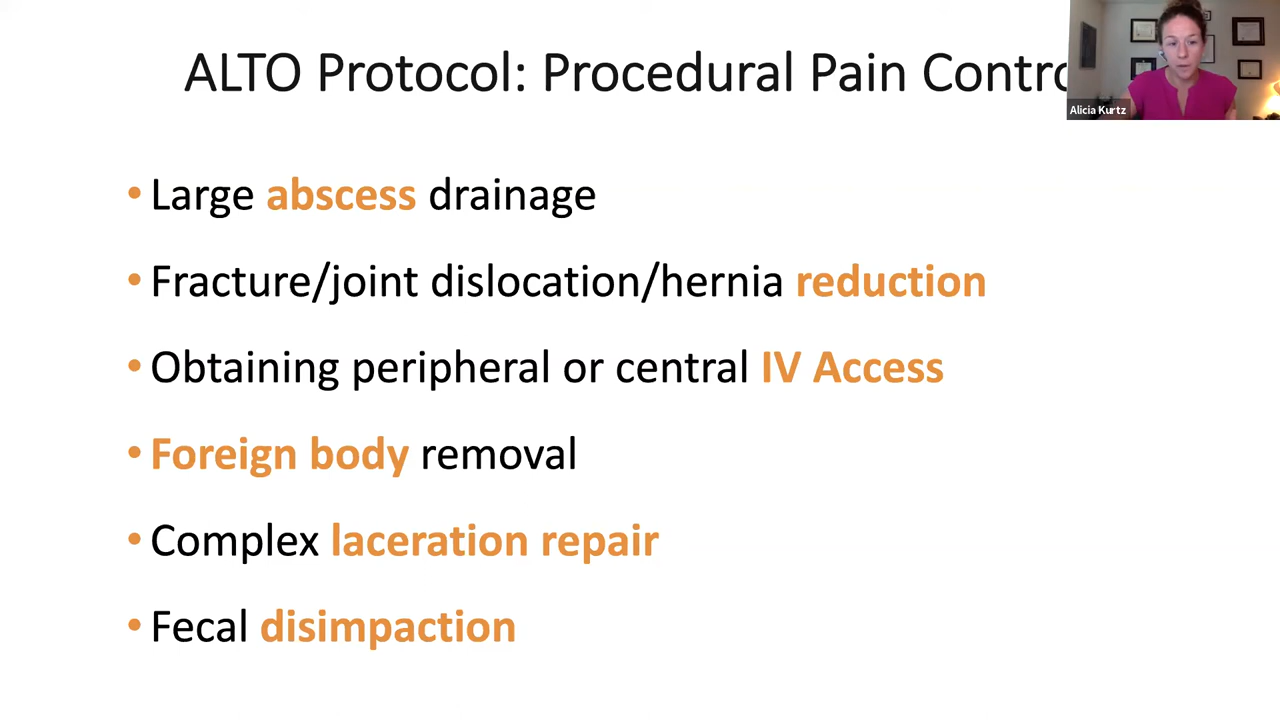 ALTO Protocol: Procedural Pain Contro
Alicia Kurtz
• Large abscess drainage
• Fracture/joint dislocation/hernia reduction
• Obtaining peripheral or central IV Access
• Foreign body removal
• Complex laceration repair
• Fecal disimpaction